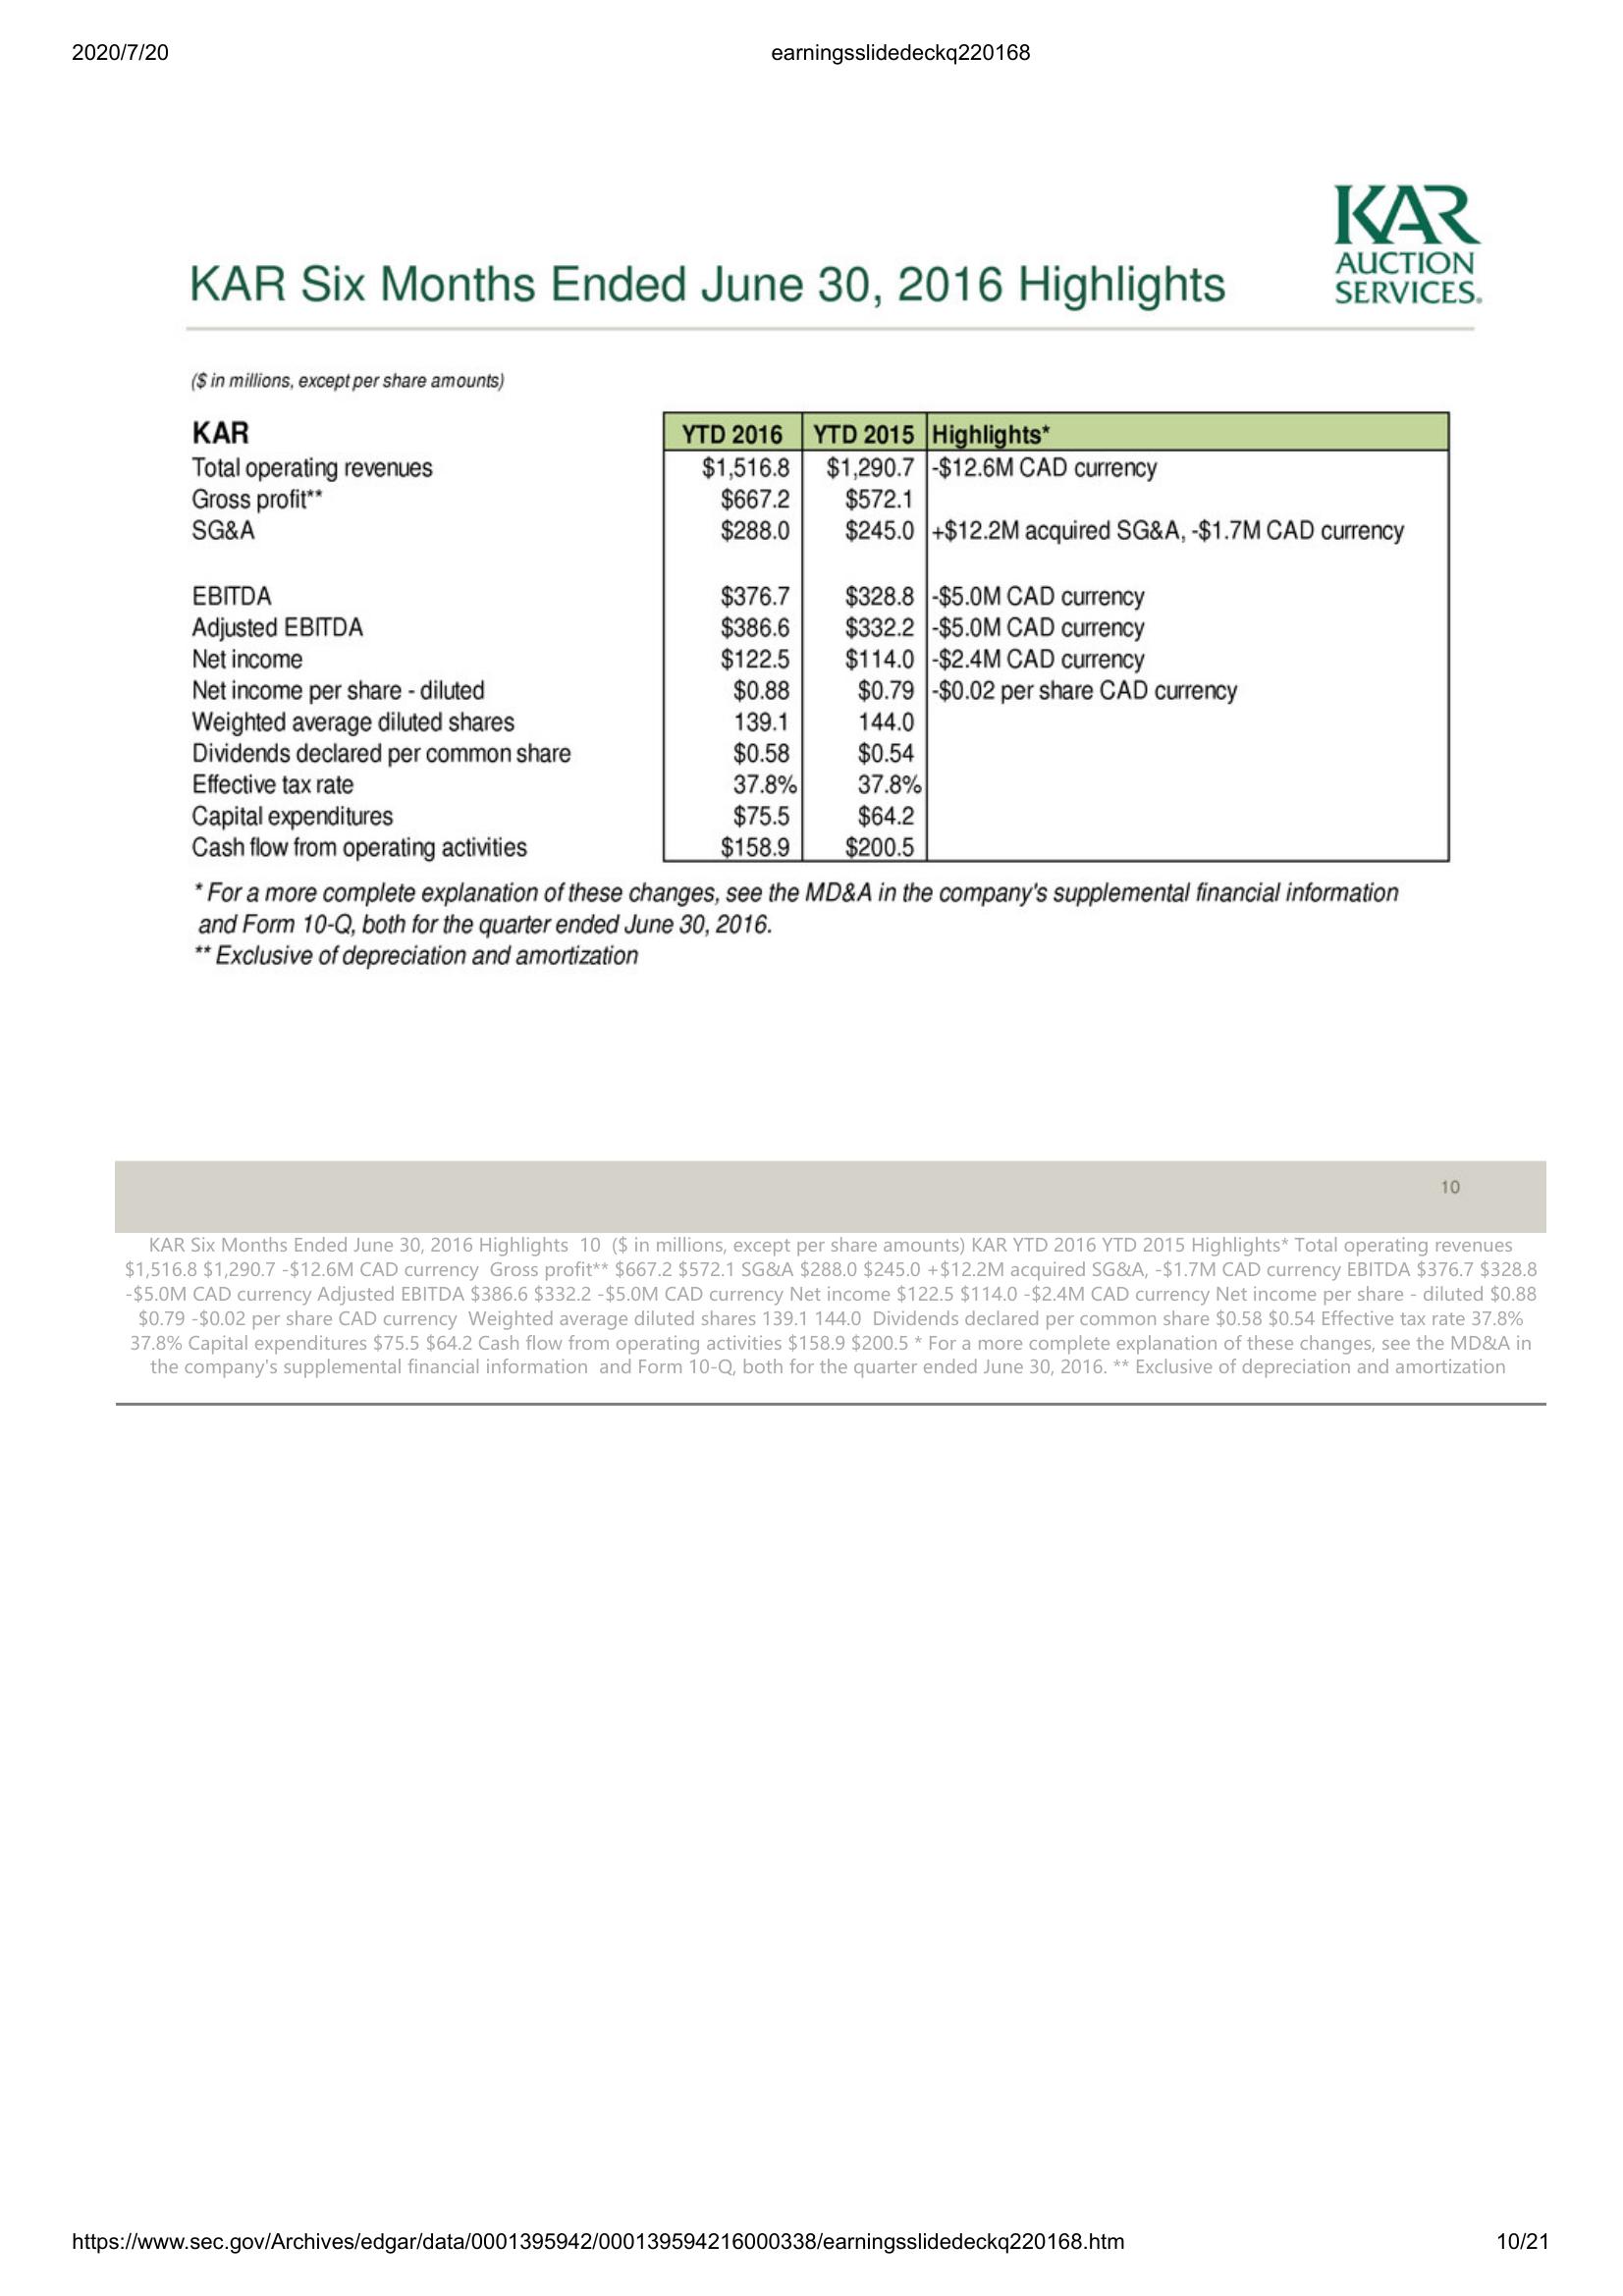 2020/7/20 earningsslidedeckq220168
KAR
AUCTION
SERVICES.
KAR Six Months Ended June 30, 2016 Highlights
($ in millions, except per share amounts)
KAR YTD 2016 YTD 2015 Highlights*
Total operating revenues $1,516.8 $1,290.7 -$12.6M CAD currency
Gross profit** $667.2 $572.1
SG&A $288.0 $245.0 +$12.2M acquired SG&A, -$1.7M CAD currency
EBITDA $376.7 $328.8 -$5.0M CAD currency
Adjusted EBITDA $386.6 $332.2 -$5.0M CAD currency
Net income $122.5 $114.0 -$2.4M CAD currency
Net income per share - diluted $0.88 $0.79 -$0.02 per share CAD currency
Weighted average diluted shares 139.1 144.0
Dividends declared per common share $0.58 $0.54
Effective tax rate 37.8% 37.8%
Capital expenditures $75.5 $64.2
Cash flow from operating activities $158.9 $200.5
* For a more complete explanation of these changes, see the MD&A in the company's supplemental financial information
and Form 10-Q, both for the quarter ended June 30, 2016.
** Exclusive of depreciation and amortization
10
KAR Six Months Ended June 30, 2016 Highlights 10 ($ in millions, except per share amounts) KAR YTD 2016 YTD 2015 Highlights* Total operating revenues
$1,516.8 $1,290.7 -$12.6M CAD currency Gross profit** $667.2 $572.1 SG&A $288.0 $245.0 +$12.2M acquired SG&A, -$1.7M CAD currency EBITDA $376.7 $328.8
-$5.0M CAD currency Adjusted EBITDA $386.6 $332.2 -$5.0M CAD currency Net income $122.5 $114.0 -$2.4M CAD currency Net income per share - diluted $0.88
$0.79 -$0.02 per share CAD currency Weighted average diluted shares 139.1 144.0 Dividends declared per common share $0.58 $0.54 Effective tax rate 37.8%
37.8% Capital expenditures $75.5 $64.2 Cash flow from operating activities $158.9 $200.5 * For a more complete explanation of these changes, see the MD&A in
the company's supplemental financial information and Form 10-Q, both for the quarter ended June 30, 2016. ** Exclusive of depreciation and amortization
https://www.sec.gov/Archives/edgar/data/0001395942/000139594216000338/earningsslidedeckq220168.htm 10/21